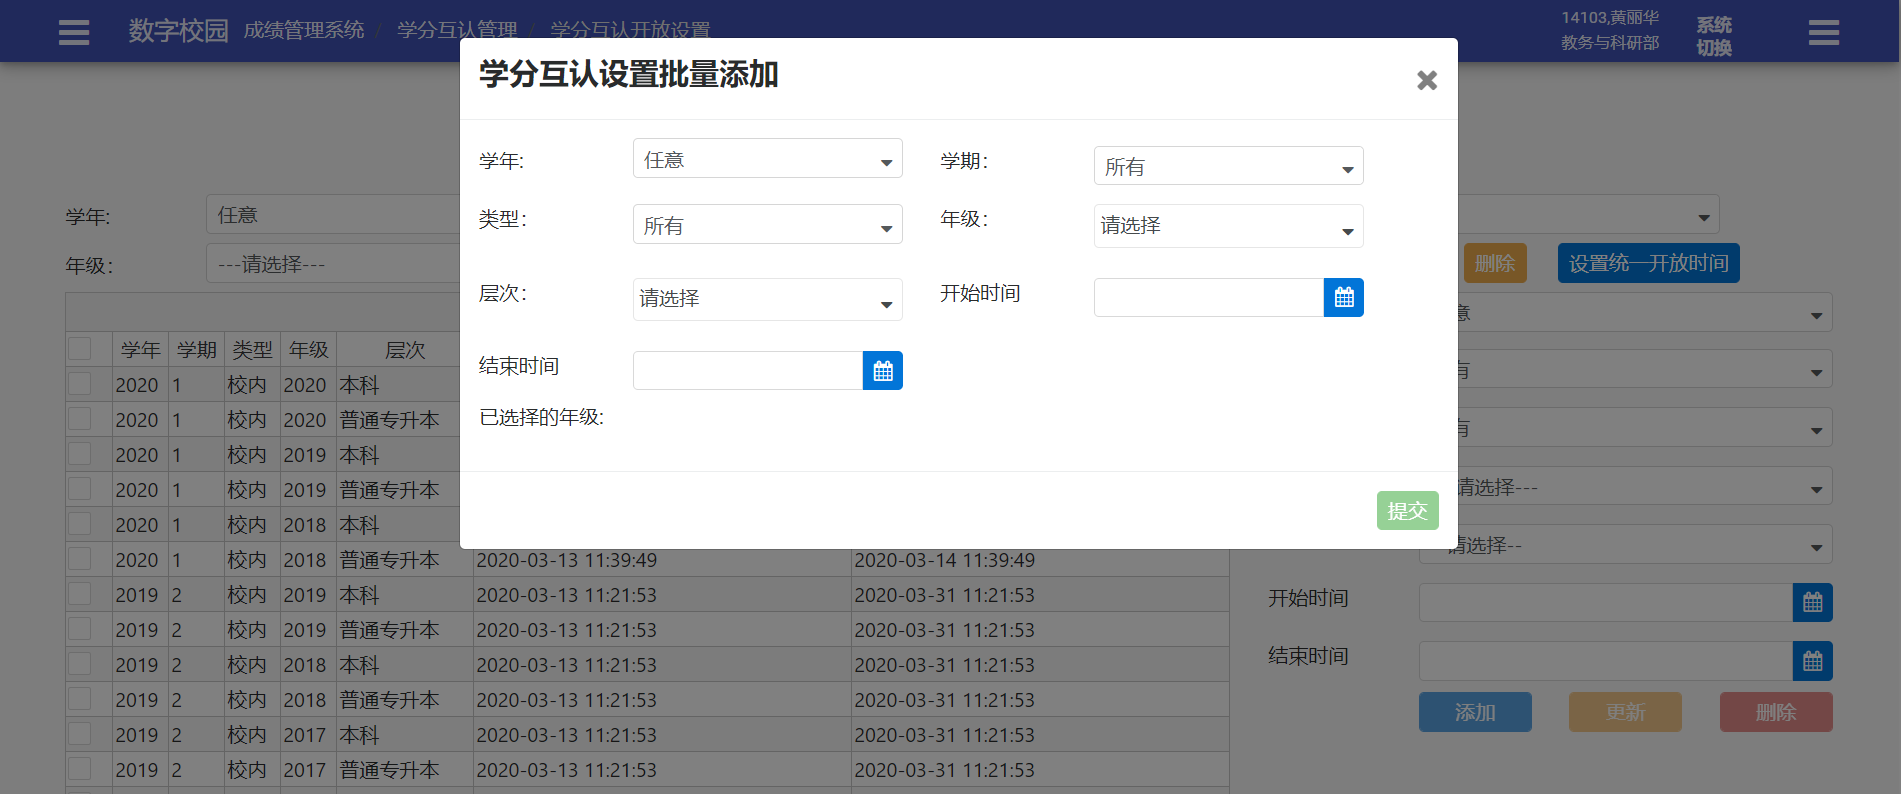 数字校园 成绩管理系统 / 学分互认管理 / 学分互认开放设置
14103,黄丽华
教务与科研部
系统
切换
学分互认设置批量添加
学年: 任意 学期: 所有
类型: 所有 年级: 请选择
层次: 请选择 开始时间
结束时间
已选择的年级:
提交
学年: 任意
年级: ---请选择---
删除 设置统一开放时间
学年 学期 类型 年级 层次
2020 1 校内 2020 本科
2020 1 校内 2020 普通专升本
2020 1 校内 2019 本科
2020 1 校内 2019 普通专升本
2020 1 校内 2018 本科
2020 1 校内 2018 普通专升本 2020-03-13 11:39:49 2020-03-14 11:39:49
2019 2 校内 2019 本科 2020-03-13 11:21:53 2020-03-31 11:21:53
2019 2 校内 2019 普通专升本 2020-03-13 11:21:53 2020-03-31 11:21:53
2019 2 校内 2018 本科 2020-03-13 11:21:53 2020-03-31 11:21:53
2019 2 校内 2018 普通专升本 2020-03-13 11:21:53 2020-03-31 11:21:53
2019 2 校内 2017 本科 2020-03-13 11:21:53 2020-03-31 11:21:53
2019 2 校内 2017 普通专升本 2020-03-13 11:21:53 2020-03-31 11:21:53
意
有
有
请选择---
请选择--
开始时间
结束时间
添加 更新 删除